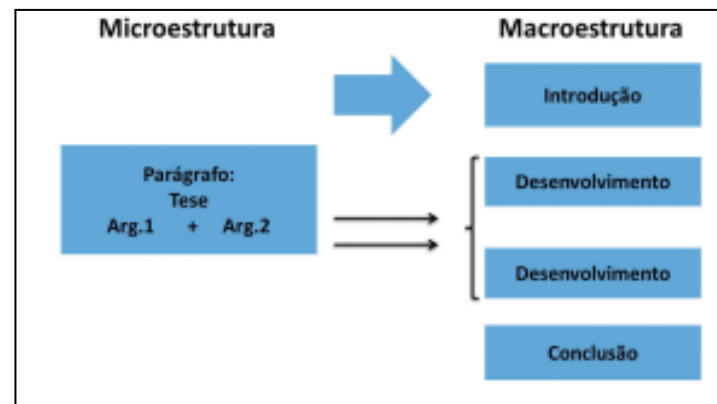 Microestrutura
Macroestrutura
Introdução
Parágrafo:
Tese
Arg.1 + Arg.2
Desenvolvimento
Desenvolvimento
Conclusão